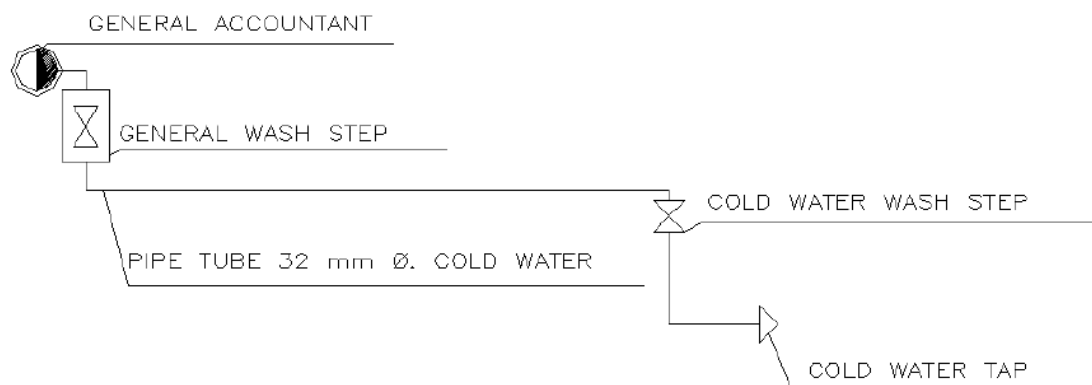 GENERAL ACCOUNTANT
GENERAL WASH STEP
COLD WATER WASH STEP
PIPE TUBE 32 mm Ø. COLD WATER
COLD WATER TAP